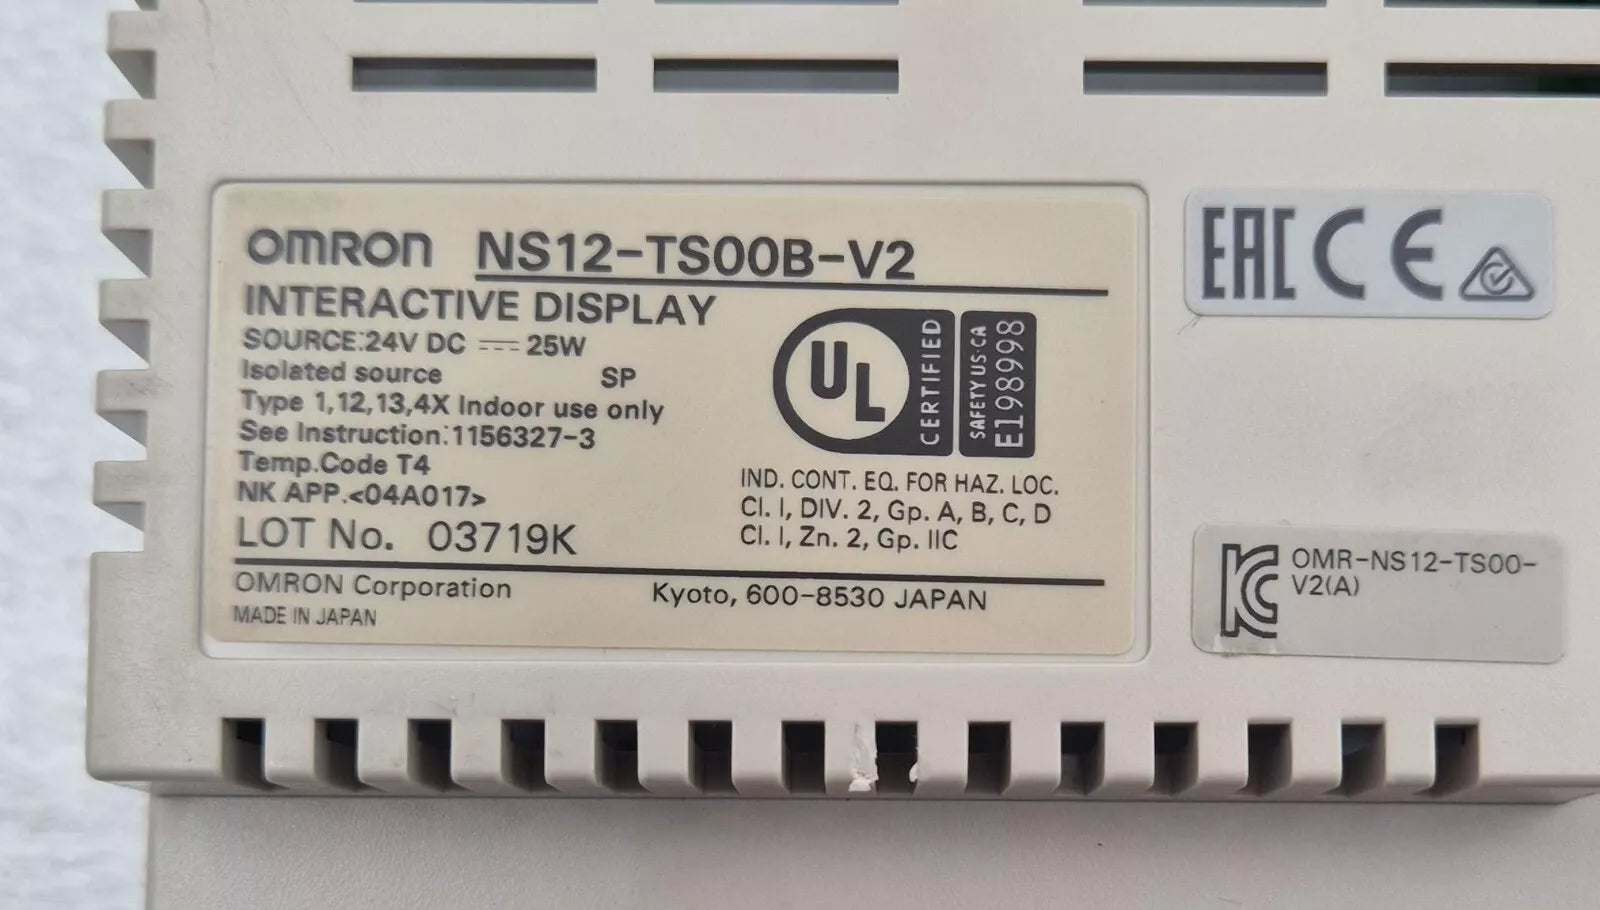 OMRON NS12-TS00B-V2
INTERACTIVE DISPLAY
SOURCE:24V DC 25W
Isolated source SP
Type 1,12,13,4X Indoor use only
See Instruction:1156327-3
Temp.Code T4
NK APP.<04A017>
LOT No. 03719K
OMRON Corporation Kyoto, 600-8530 JAPAN
MADE IN JAPAN
UL
CERTIFIED
SAFETY US·CA
E198998
IND. CONT. EQ. FOR HAZ. LOC.
Cl. I, DIV. 2, Gp. A, B, C, D
Cl. I, Zn. 2, Gp. IIC
EAC CE
KC OMR-NS12-TS00-
V2(A)